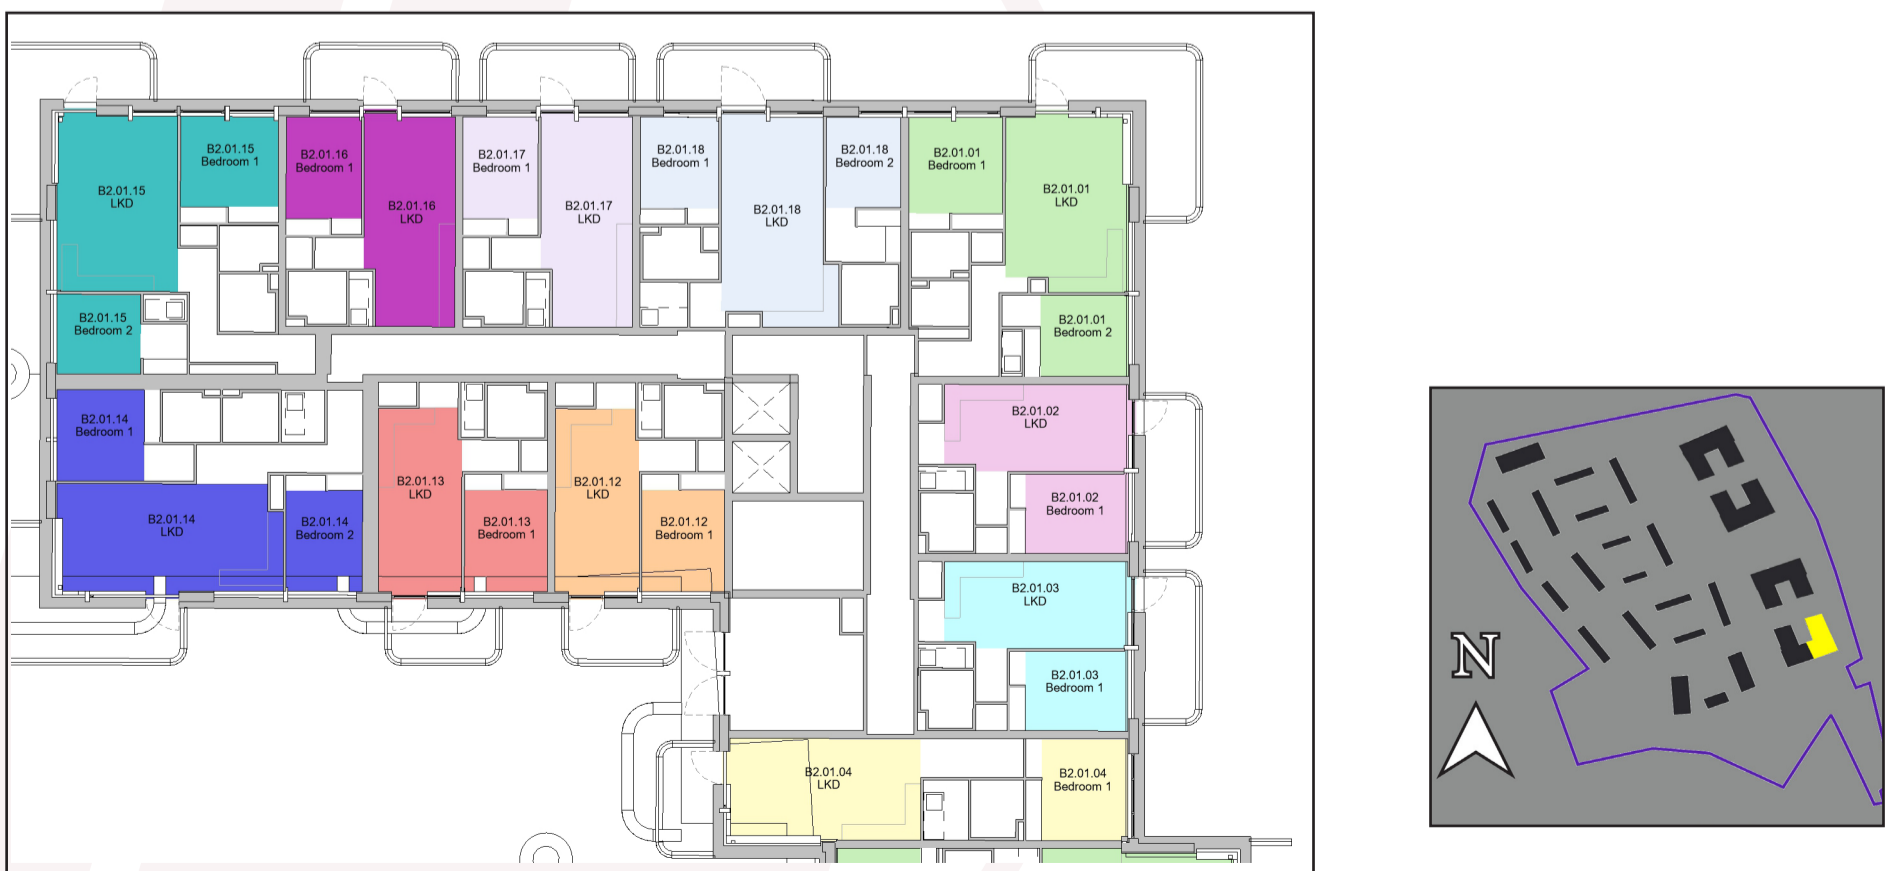 B2.01.15
LKD
B2.01.15
Bedroom 1
B2.01.16
Bedroom 1
B2.01.16
LKD
B2.01.17
Bedroom 1
B2.01.17
LKD
B2.01.18
Bedroom 1
B2.01.18
LKD
B2.01.18
Bedroom 2
B2.01.01
Bedroom 1
B2.01.01
LKD
B2.01.15
Bedroom 2
B2.01.01
Bedroom 2
B2.01.14
Bedroom 1
B2.01.02
LKD
B2.01.13
LKD
B2.01.12
LKD
B2.01.02
Bedroom 1
B2.01.14
LKD
B2.01.14
Bedroom 2
B2.01.13
Bedroom 1
B2.01.12
Bedroom 1
B2.01.03
LKD
B2.01.03
Bedroom 1
B2.01.04
LKD
B2.01.04
Bedroom 1
N